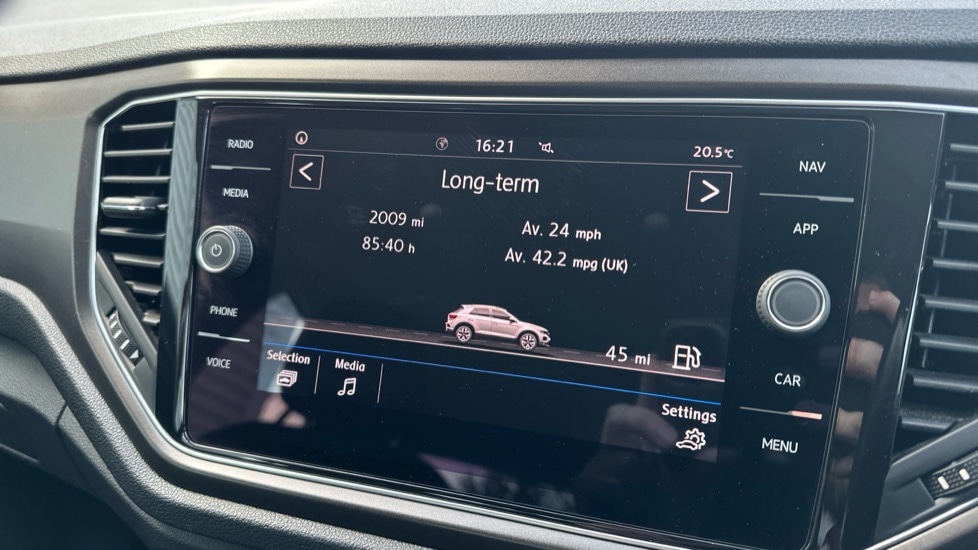 RADIO
MEDIA
PHONE
VOICE
16:21
20.5°C
<
Long-term
>
2009 mi
Av. 24 mph
85:40 h
Av. 42.2 mpg (UK)
45 mi
Selection
Media
Settings
NAV
APP
CAR
MENU